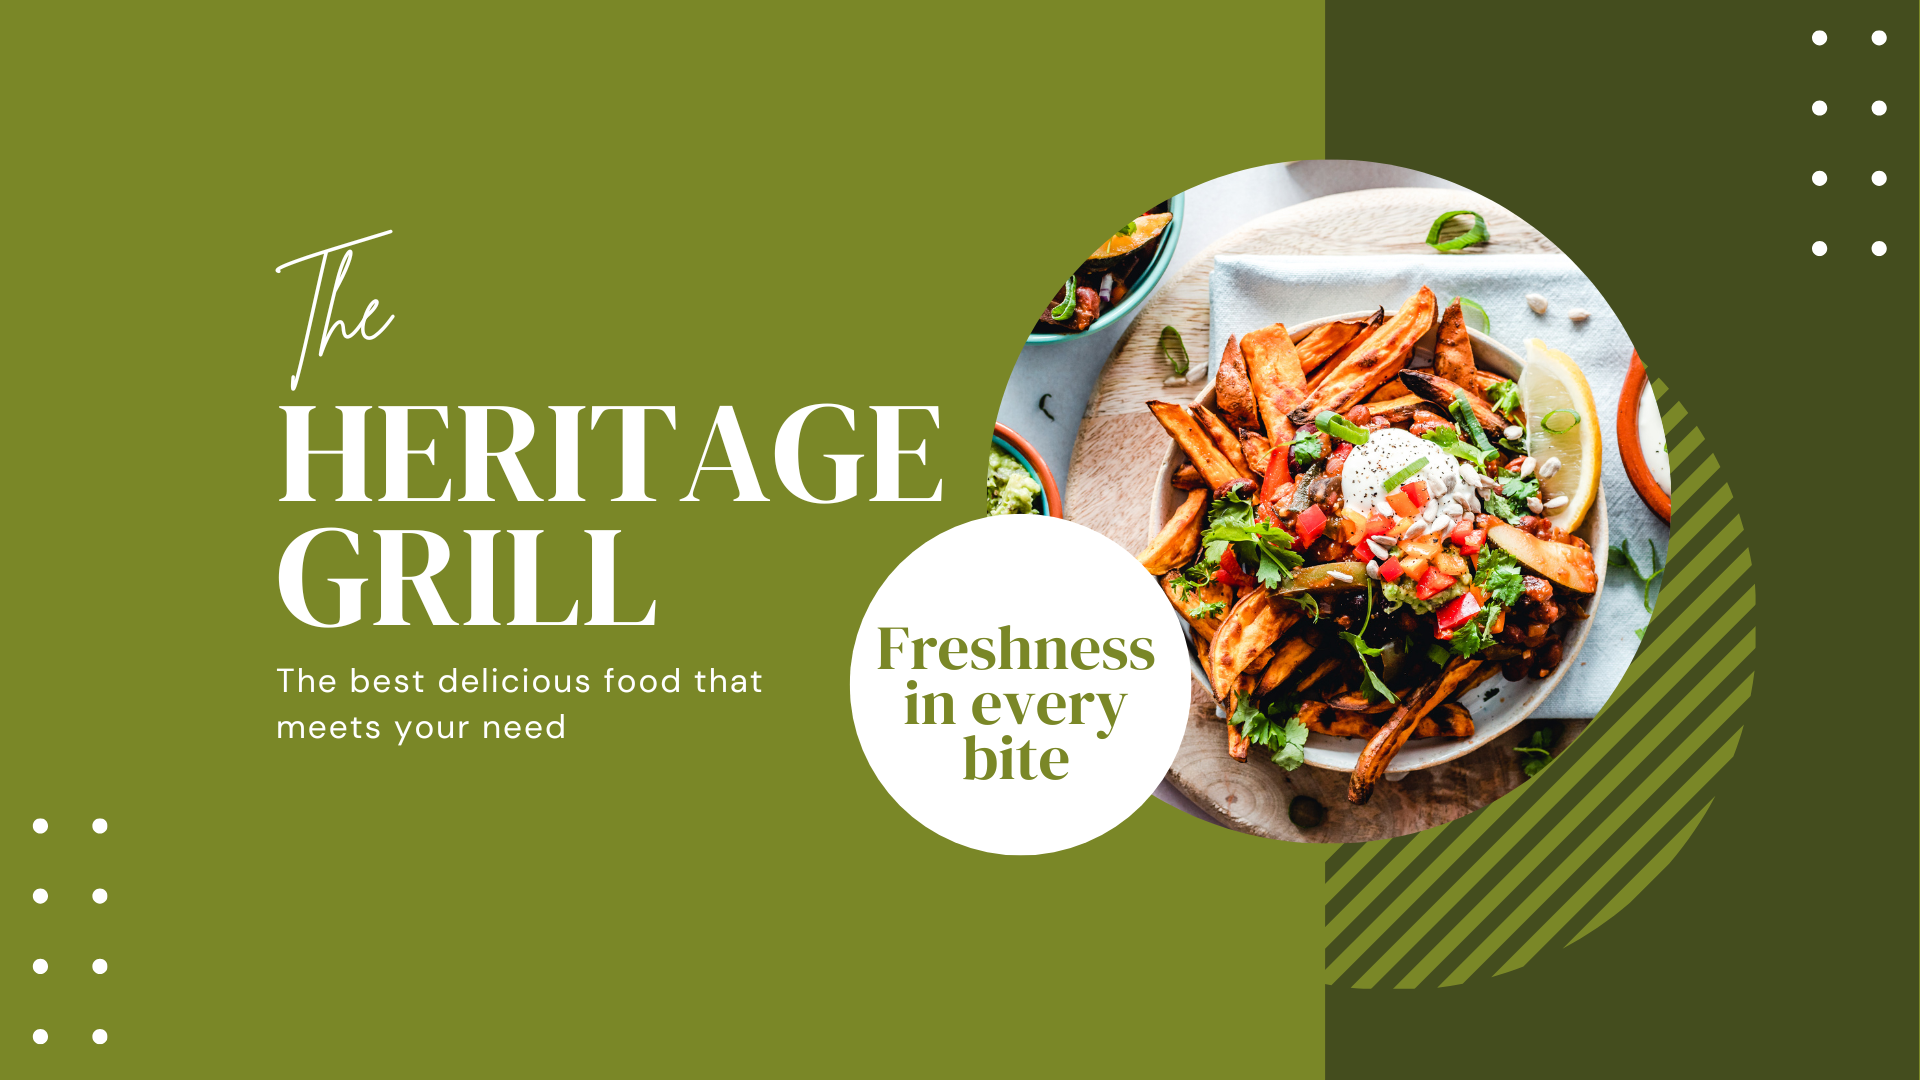 The
HERITAGE
GRILL
The best delicious food that
meets your need
Freshness
in every
bite